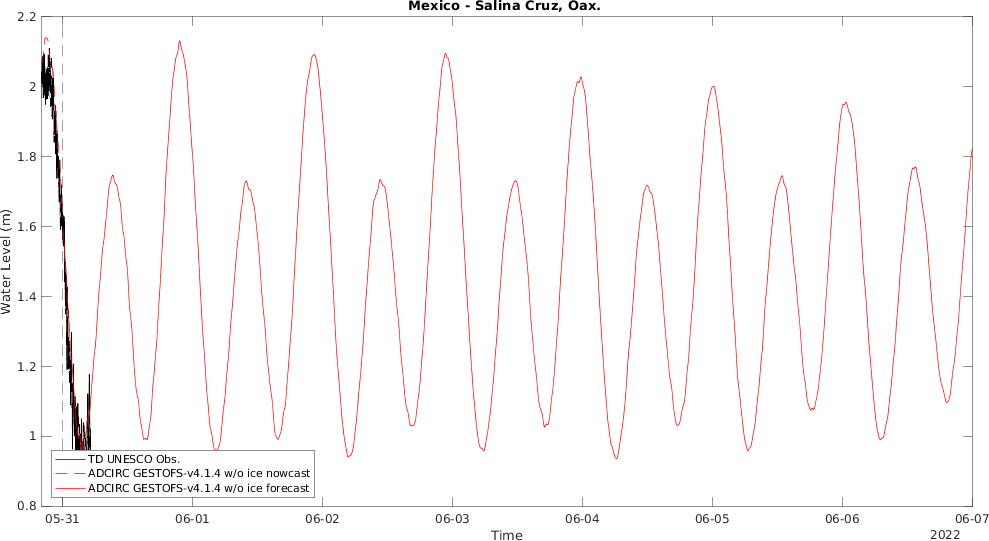 Mexico - Salina Cruz, Oax.
2.2
2
1.8
1.6
1.4
1.2
1
0.8
Water Level (m)
TD UNESCO Obs.
ADCIRC GESTOFS-v4.1.4 w/o ice nowcast
ADCIRC GESTOFS-v4.1.4 w/o ice forecast
05-31 06-01 06-02 06-03 06-04 06-05 06-06 06-07
Time
2022